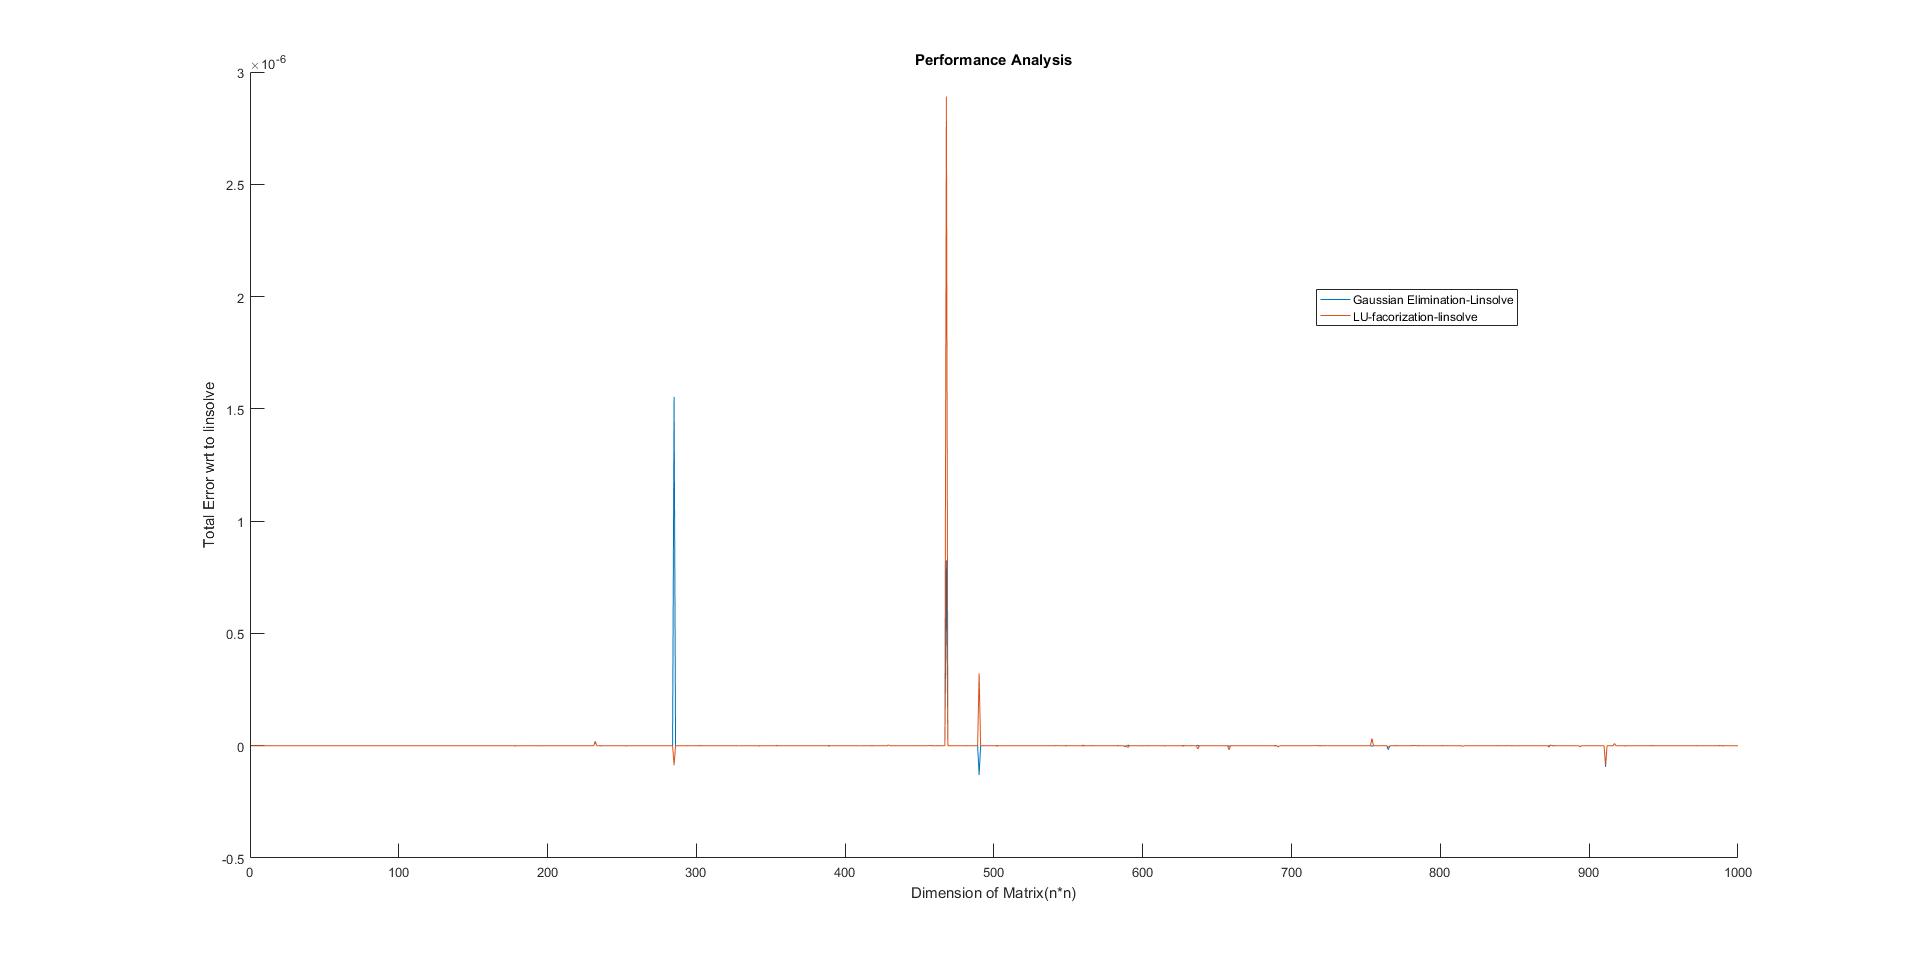 Performance Analysis
×10-6
3
2.5
2
1.5
1
0.5
0
-0.5
Total Error wrt to linsolve
Gaussian Elimination-Linsolve
LU-facorization-linsolve
0 100 200 300 400 500 600 700 800 900 1000
Dimension of Matrix(n*n)